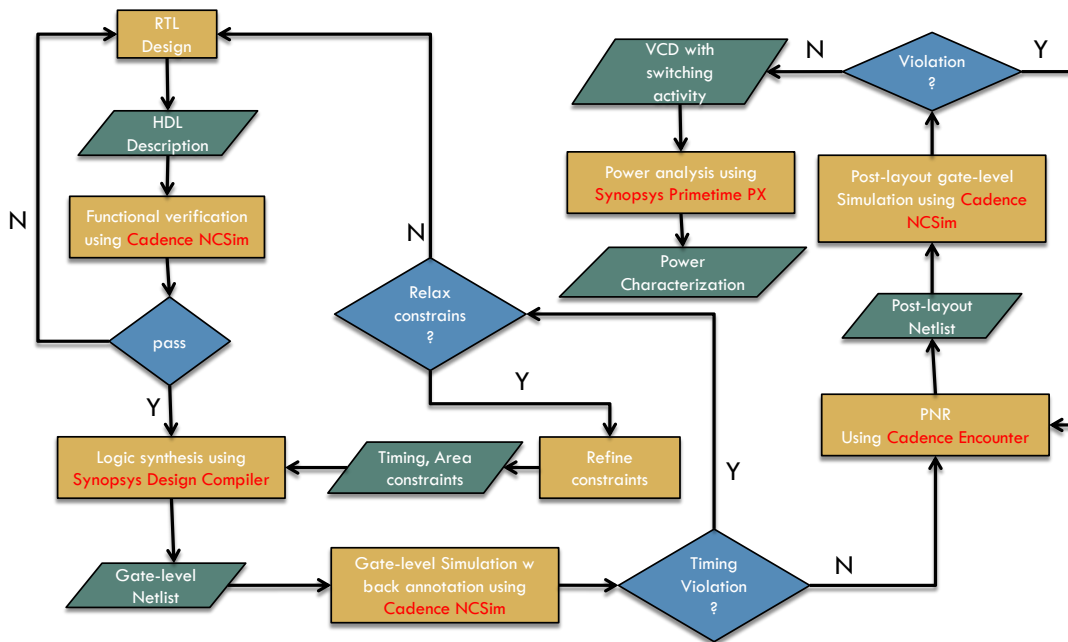 RTL
Design
HDL
Description
Functional verification
using Cadence NCSim
N
pass
Y
Logic synthesis using
Synopsys Design Compiler
Gate-level
Netlist
Gate-level Simulation w
back annotation using
Cadence NCSim
Timing
Violation
?
Y
N
Relax
constrains
?
N
Y
Refine
constraints
Timing, Area
constraints
PNR
Using Cadence Encounter
Post-layout
Netlist
Post-layout gate-level
Simulation using Cadence
NCSim
Violation
?
N
Y
VCD with
switching
activity
Power analysis using
Synopsys Primetime PX
Power
Characterization